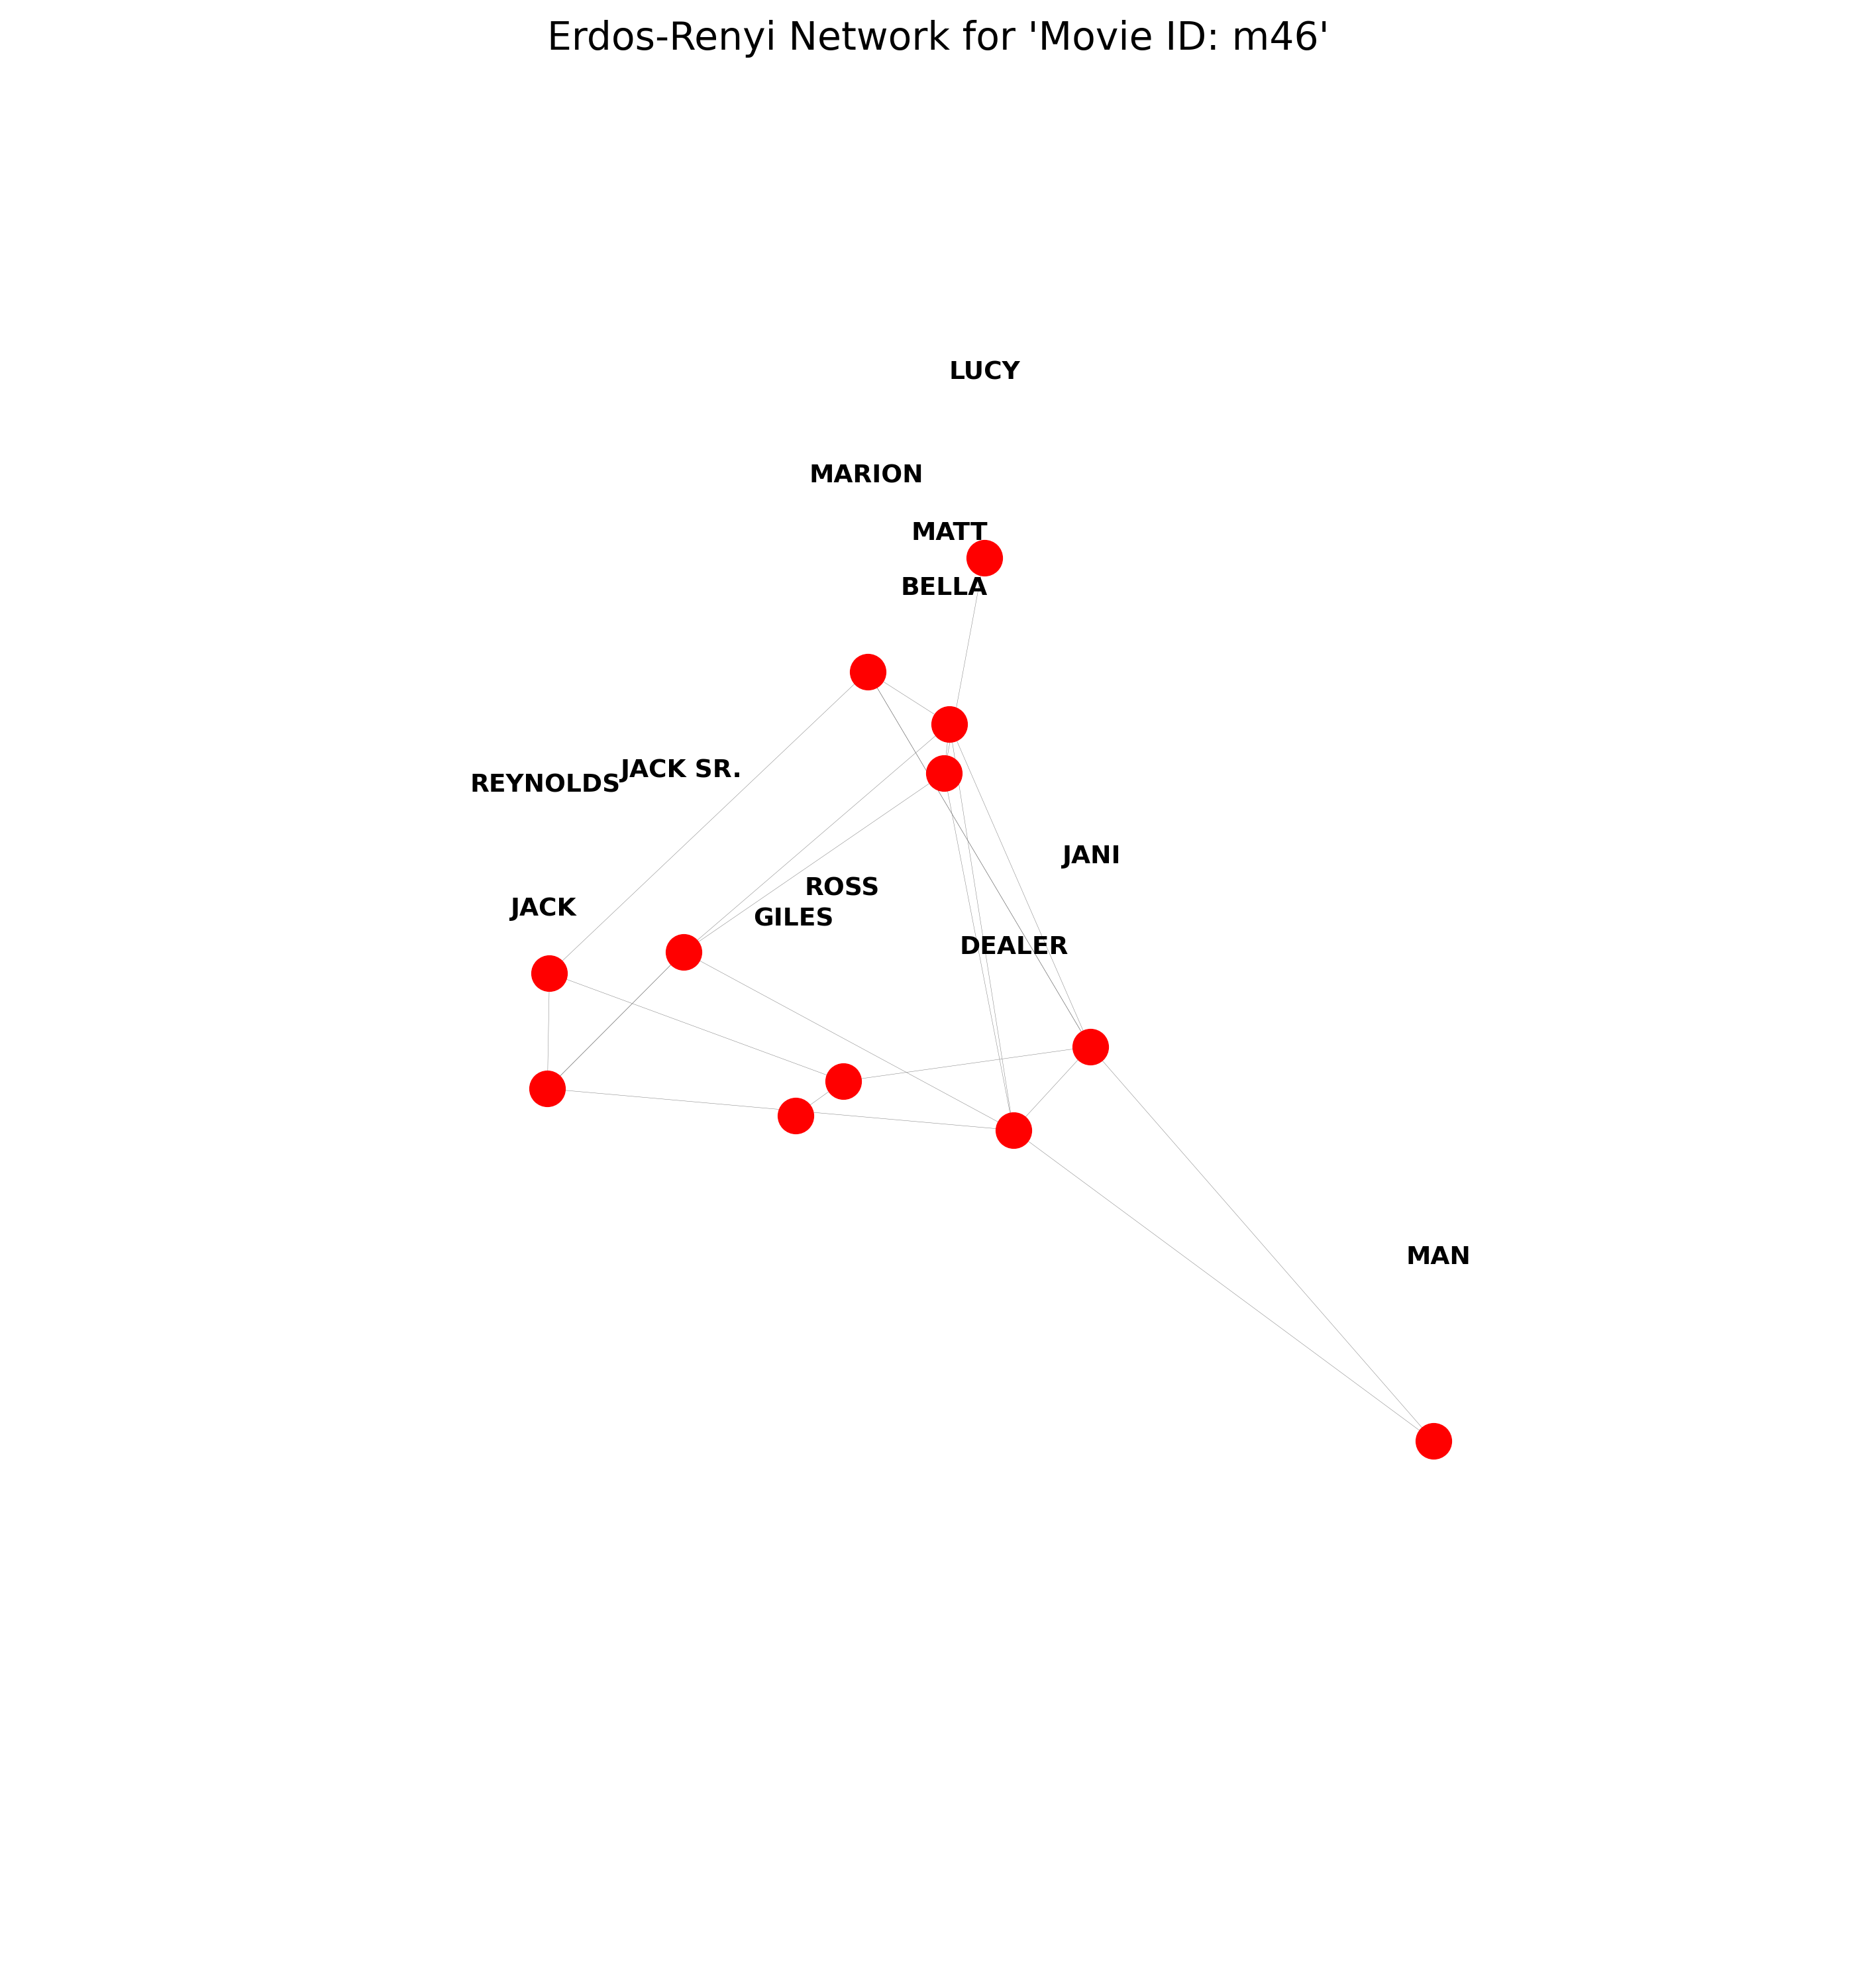 Erdos-Renyi Network for 'Movie ID: m46'
LUCY
MARION
MATT
BELLA
JACK SR.
REYNOLDS
JANI
ROSS
JACK
GILES
DEALER
MAN